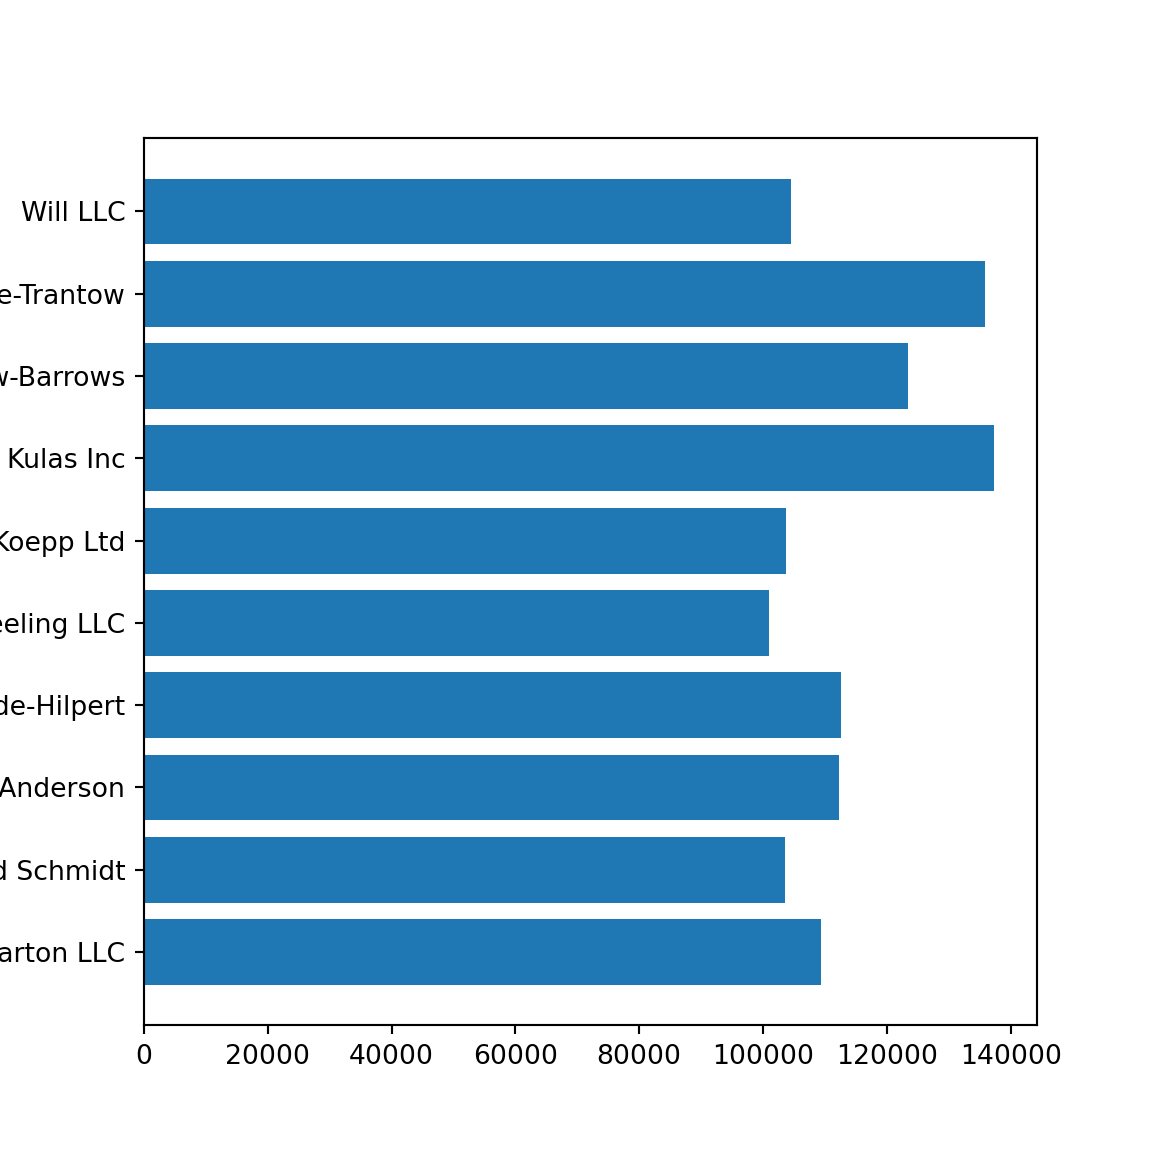 Will LLC
e-Trantow
w-Barrows
Kulas Inc
Koepp Ltd
eeling LLC
de-Hilpert
Anderson
d Schmidt
arton LLC
0 20000 40000 60000 80000 100000 120000 140000